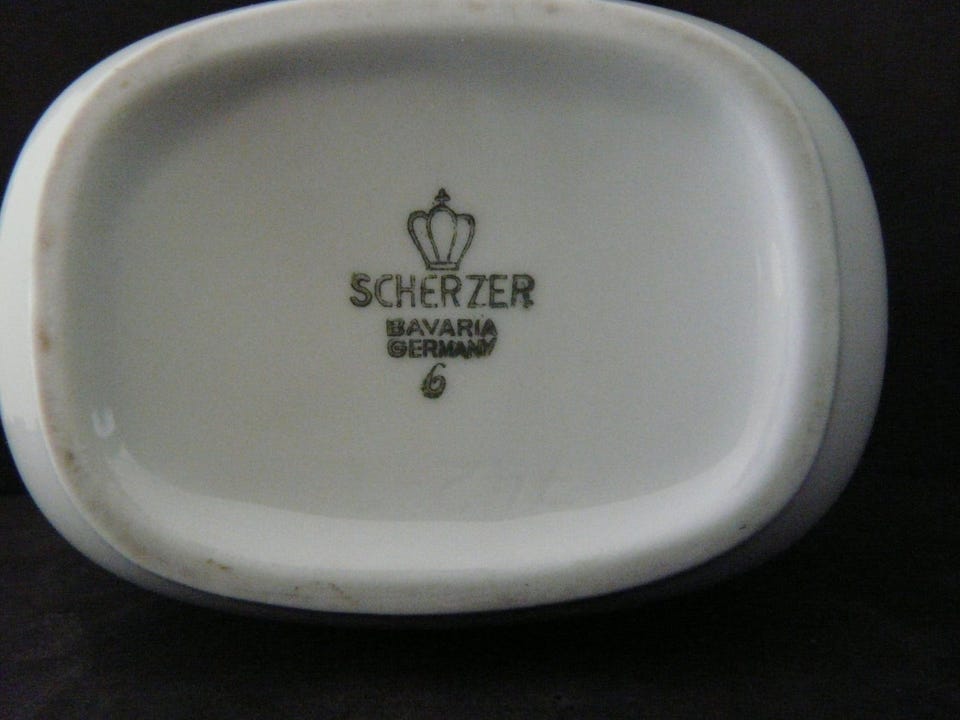 SCHERZER
BAVARIA
GERMANY
6